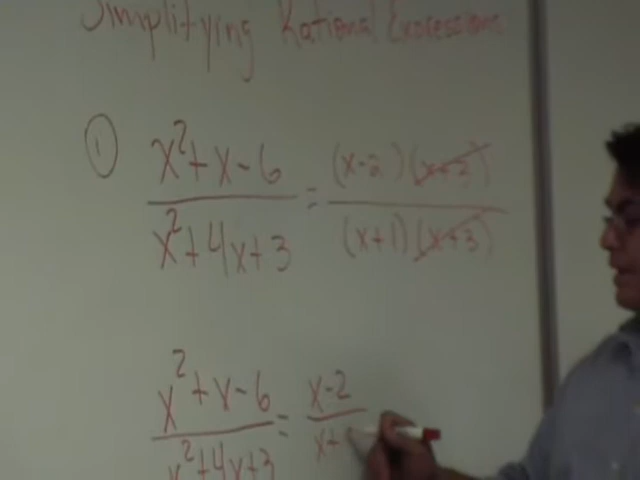 Simplifying Rational Expressions
① x²+x-6 / x²+4x+3 = (x-2)(x+3) / (x+1)(x+3)
x²+x-6 / x²+4x+3 = x-2 / x+